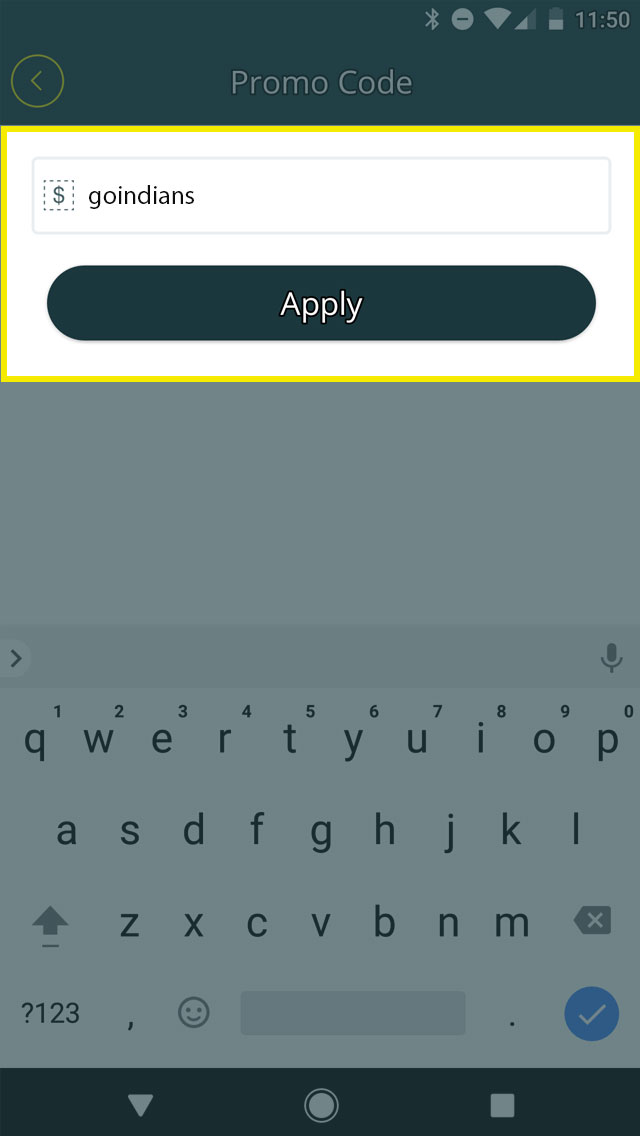 11:50
Promo Code
$ goindians
Apply
1 2 3 4 5 6 7 8 9 0
q w e r t y u i o p
a s d f g h j k l
z x c v b n m
?123 , .